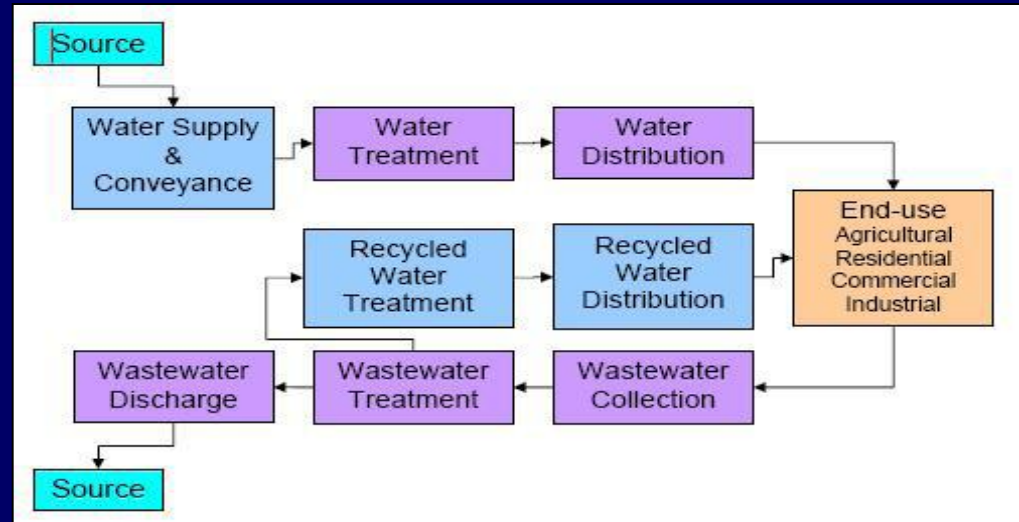 Source
Water Supply
&
Conveyance
Water
Treatment
Water
Distribution
End-use
Agricultural
Residential
Commercial
Industrial
Recycled
Water
Treatment
Recycled
Water
Distribution
Wastewater
Discharge
Wastewater
Treatment
Wastewater
Collection
Source